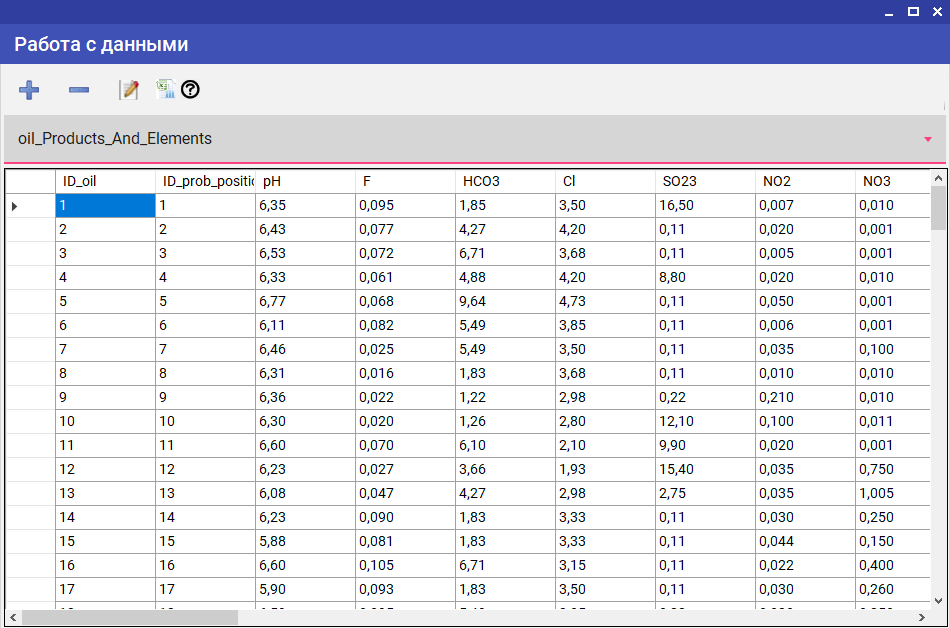 Работа с данными
oil_Products_And_Elements
ID_oil ID_prob_positic pH F HCO3 Cl SO23 NO2 NO3
1 1 6,35 0,095 1,85 3,50 16,50 0,007 0,010
2 2 6,43 0,077 4,27 4,20 0,11 0,020 0,001
3 3 6,53 0,072 6,71 3,68 0,11 0,005 0,001
4 4 6,33 0,061 4,88 4,20 8,80 0,020 0,010
5 5 6,77 0,068 9,64 4,73 0,11 0,050 0,001
6 6 6,11 0,082 5,49 3,85 0,11 0,006 0,001
7 7 6,46 0,025 5,49 3,50 0,11 0,035 0,100
8 8 6,31 0,016 1,83 3,68 0,11 0,010 0,010
9 9 6,36 0,022 1,22 2,98 0,22 0,210 0,010
10 10 6,30 0,020 1,26 2,80 12,10 0,100 0,011
11 11 6,60 0,070 6,10 2,10 9,90 0,020 0,001
12 12 6,23 0,027 3,66 1,93 15,40 0,035 0,750
13 13 6,08 0,047 4,27 2,98 2,75 0,035 1,005
14 14 6,23 0,090 1,83 3,33 0,11 0,030 0,250
15 15 5,88 0,081 1,83 3,33 0,11 0,044 0,150
16 16 6,60 0,105 6,71 3,15 0,11 0,022 0,400
17 17 5,90 0,093 1,83 3,50 0,11 0,030 0,260